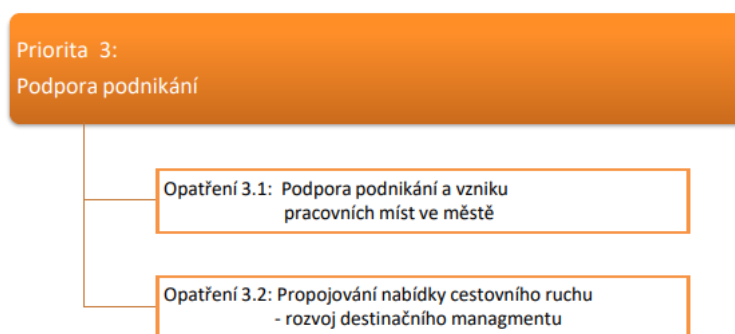 Priorita 3:
Podpora podnikání
Opatření 3.1: Podpora podnikání a vzniku
pracovních míst ve městě
Opatření 3.2: Propojování nabídky cestovního ruchu
- rozvoj destinačního managmentu